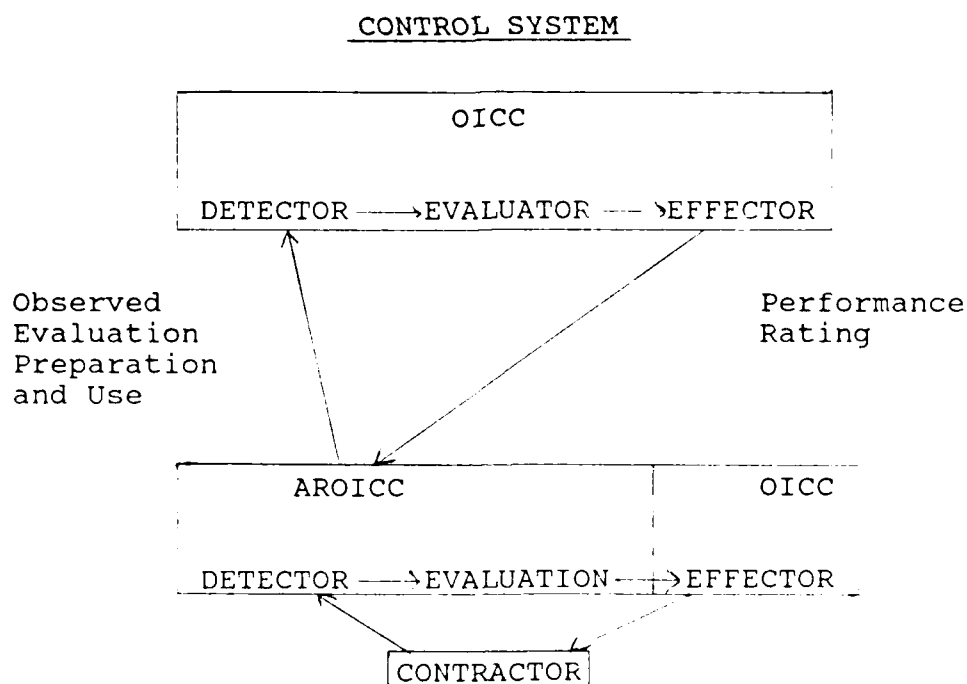 CONTROL SYSTEM
OICC
DETECTOR EVALUATOR EFFECTOR
Observed
Evaluation
Preparation
and Use
Performance
Rating
AROICC OICC
DETECTOR EVALUATION EFFECTOR
CONTRACTOR